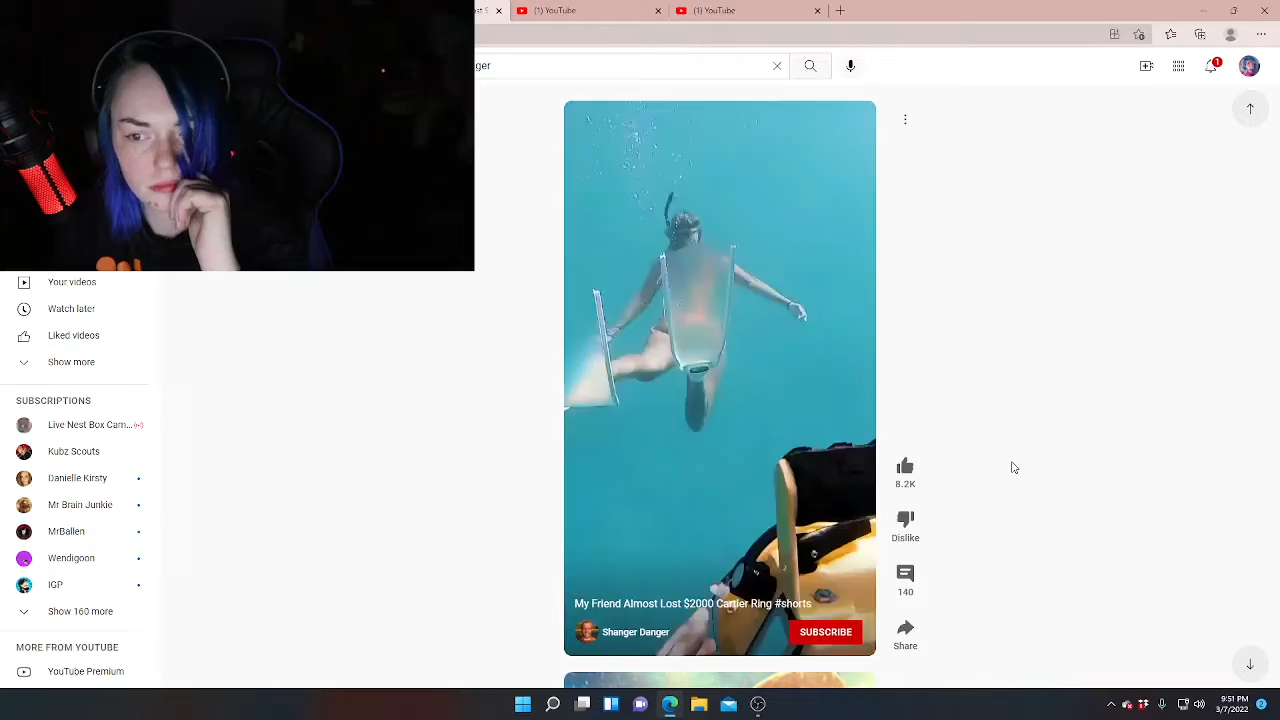 (1) YouTube
(1) YouTube
ger
1
Your videos
Watch later
Liked videos
Show more
SUBSCRIPTIONS
Live Nest Box Cam...
Kubz Scouts
Danielle Kirsty
Mr Brain Junkie
MrBallen
Wendigoon
IGP
Show 160 more
MORE FROM YOUTUBE
YouTube Premium
8.2K
Dislike
140
Share
My Friend Almost Lost $2000 Cartier Ring #shorts
Shanger Danger
SUBSCRIBE
9:51 PM
3/7/2022
2